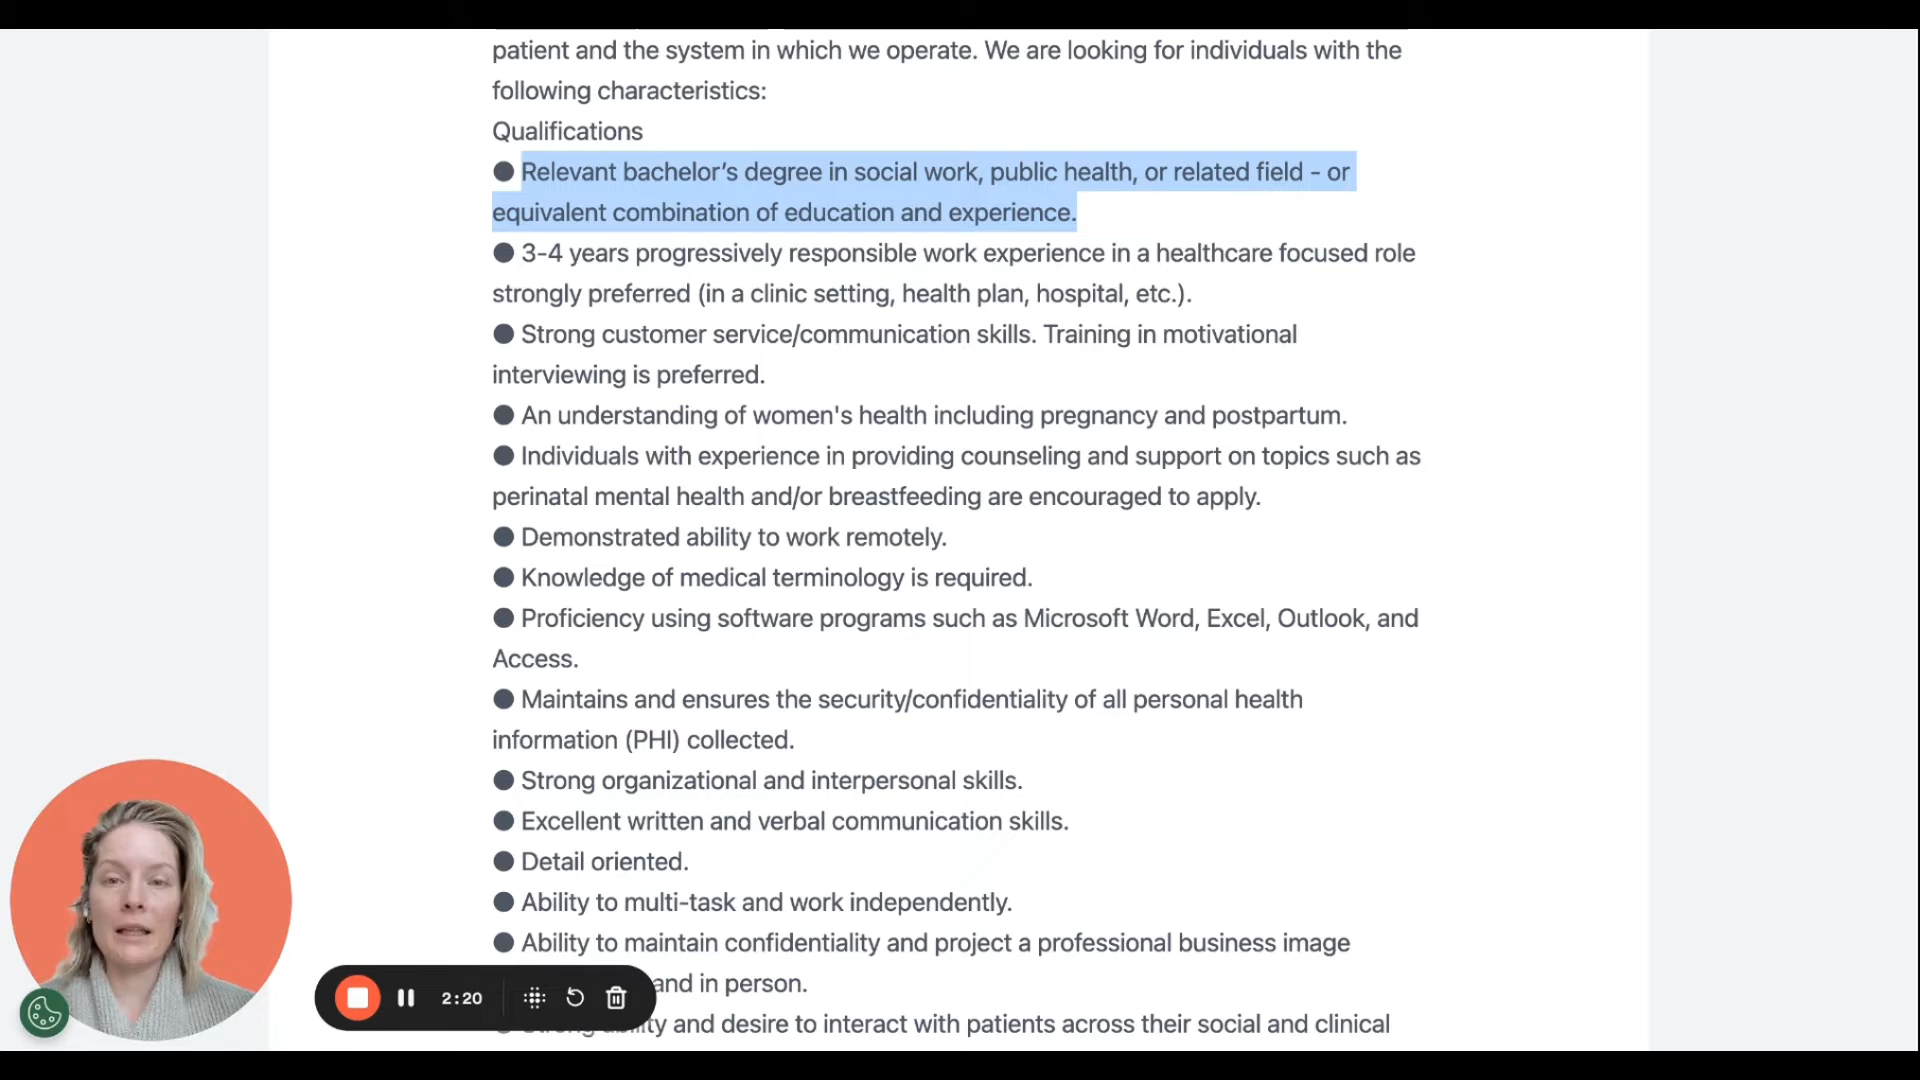 patient and the system in which we operate. We are looking for individuals with the
following characteristics:
Qualifications
● Relevant bachelor’s degree in social work, public health, or related field - or
equivalent combination of education and experience.
● 3-4 years progressively responsible work experience in a healthcare focused role
strongly preferred (in a clinic setting, health plan, hospital, etc.).
● Strong customer service/communication skills. Training in motivational
interviewing is preferred.
● An understanding of women's health including pregnancy and postpartum.
● Individuals with experience in providing counseling and support on topics such as
perinatal mental health and/or breastfeeding are encouraged to apply.
● Demonstrated ability to work remotely.
● Knowledge of medical terminology is required.
● Proficiency using software programs such as Microsoft Word, Excel, Outlook, and
Access.
● Maintains and ensures the security/confidentiality of all personal health
information (PHI) collected.
● Strong organizational and interpersonal skills.
● Excellent written and verbal communication skills.
● Detail oriented.
● Ability to multi-task and work independently.
● Ability to maintain confidentiality and project a professional business image
and in person.
● Strong ability and desire to interact with patients across their social and clinical
2:20